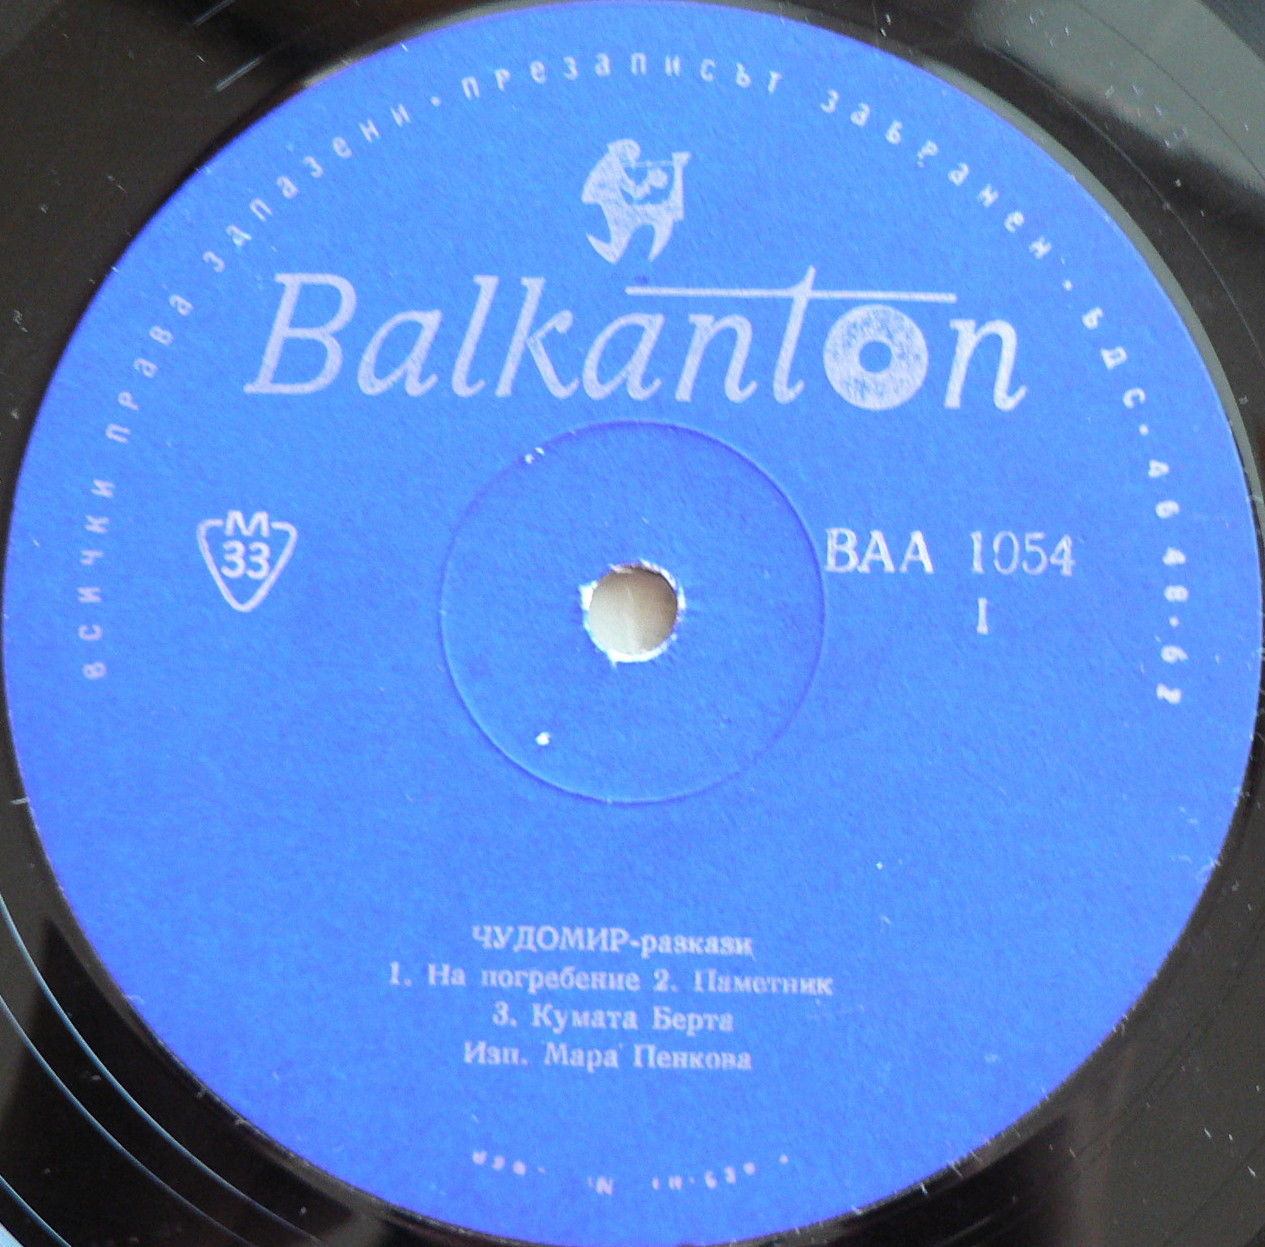 всички права запазени · презаписът забранен · БДС · 4648 · 62
Balkanton
М
33
ВАА 1054
I
ЧУДОМИР-разкази
1. На погребение 2. Паметник
3. Кумата Берта
Изп. Мара Пенкова